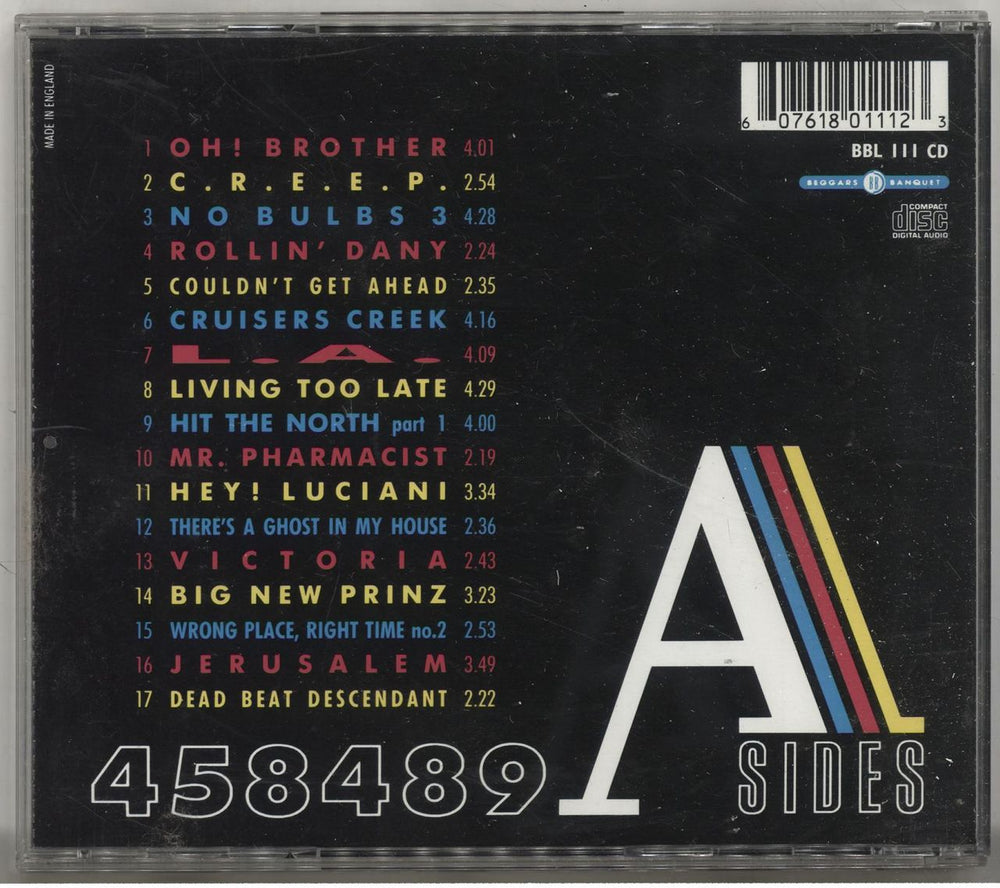 MADE IN ENGLAND
6 07618 01112 3
BBL 111 CD
BEGGARS BB BANQUET
COMPACT
disc
DIGITAL AUDIO
1 OH! BROTHER 4.01
2 C.R.E.E.P. 2.54
3 NO BULBS 3 4.28
4 ROLLIN' DANY 2.24
5 COULDN'T GET AHEAD 2.35
6 CRUISERS CREEK 4.16
7 L.A. 4.09
8 LIVING TOO LATE 4.29
9 HIT THE NORTH part 1 4.00
10 MR. PHARMACIST 2.19
11 HEY! LUCIANI 3.34
12 THERE'S A GHOST IN MY HOUSE 2.36
13 VICTORIA 2.43
14 BIG NEW PRINZ 3.23
15 WRONG PLACE, RIGHT TIME no.2 2.53
16 JERUSALEM 3.49
17 DEAD BEAT DESCENDANT 2.22
458489
A
SIDES